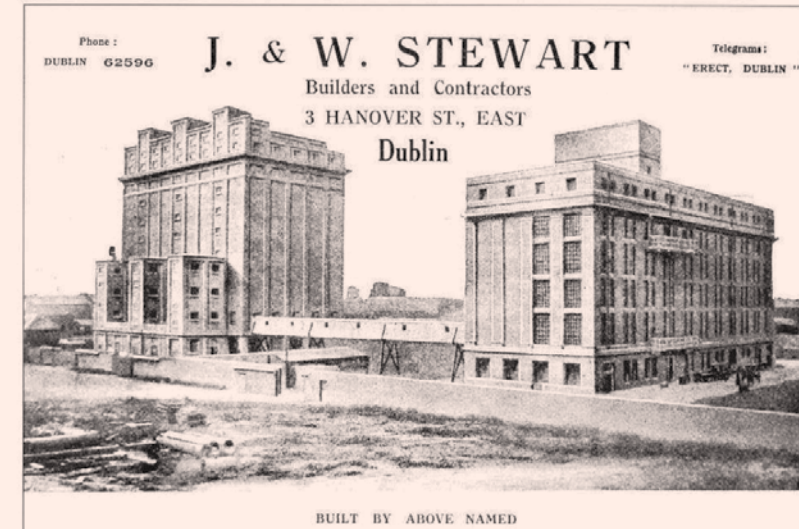 Phone :
DUBLIN 62596
J. & W. STEWART
Telegrams :
"ERECT, DUBLIN"
Builders and Contractors
3 HANOVER ST., EAST
Dublin
BUILT BY ABOVE NAMED